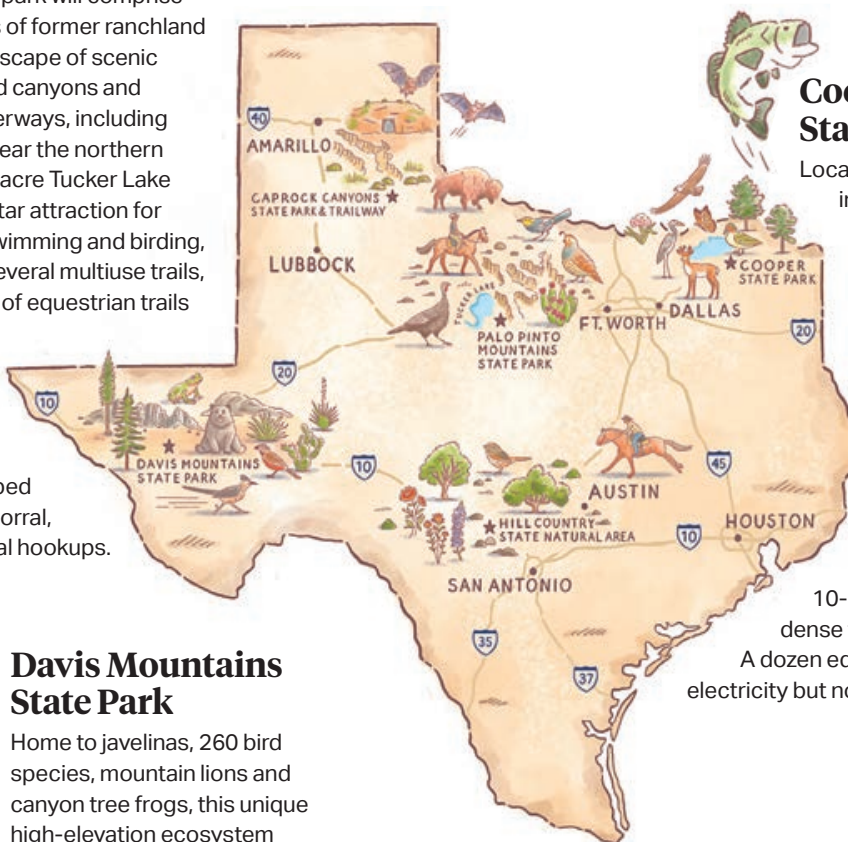 park will comprise
of former ranchland
scape of scenic
d canyons and
erways, including
ear the northern
acre Tucker Lake
tar attraction for
wimming and birding,
everal multiuse trails,
of equestrian trails
ped
orral,
al hookups.
Davis Mountains
State Park
Home to javelinas, 260 bird
species, mountain lions and
canyon tree frogs, this unique
high-elevation ecosystem
40
AMARILLO
CAPROCK CANYONS
STATE PARK & TRAILWAY
LUBBOCK
TUCKER LAKE
PALO PINTO
MOUNTAINS
STATE PARK
FT. WORTH
DALLAS
COOPER
STATE PARK
20
20
10
DAVIS MOUNTAINS
STATE PARK
10
45
AUSTIN
HILL COUNTRY
STATE NATURAL AREA
10
HOUSTON
SAN ANTONIO
35
37
Coo
Sta
Loca
in
10-
dense
A dozen eq
electricity but no